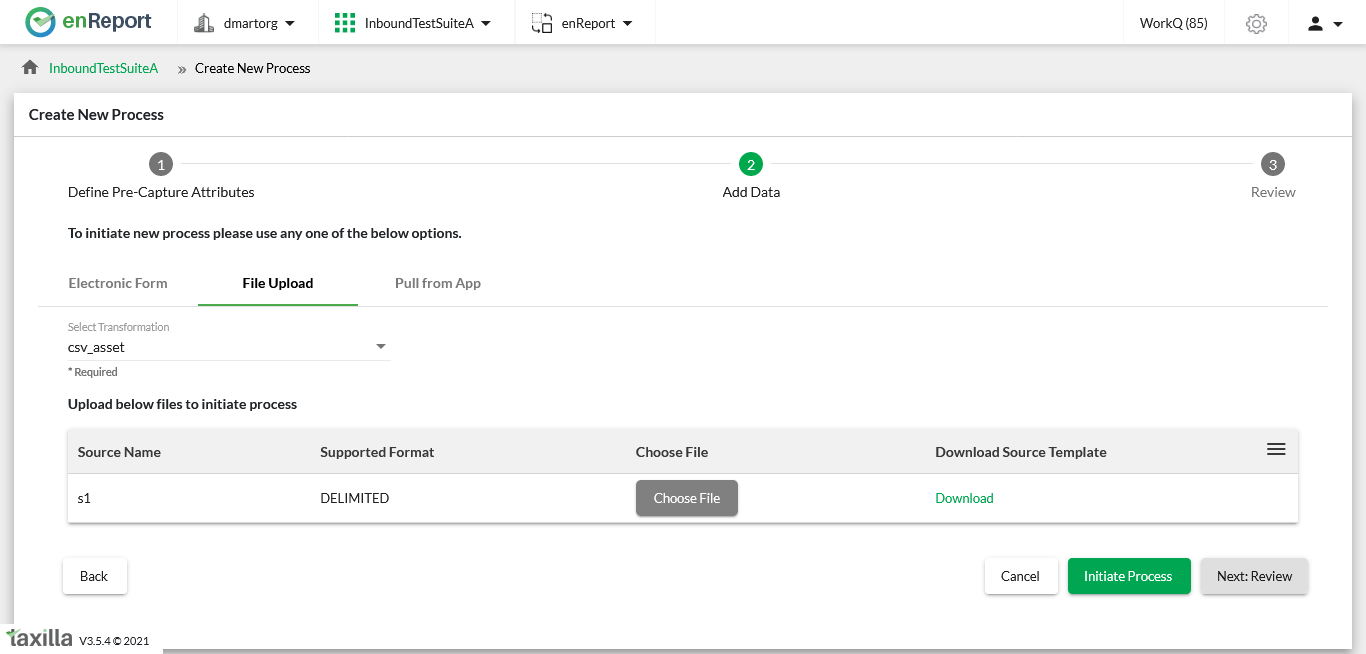 enReport dmartorg InboundTestSuiteA enReport WorkQ (85)
InboundTestSuiteA » Create New Process
Create New Process
1 2 3
Define Pre-Capture Attributes Add Data Review
To initiate new process please use any one of the below options.
Electronic Form File Upload Pull from App
Select Transformation
csv_asset
* Required
Upload below files to initiate process
Source Name Supported Format Choose File Download Source Template
s1 DELIMITED Choose File Download
Back Cancel Initiate Process Next: Review
taxilla V3.5.4 © 2021